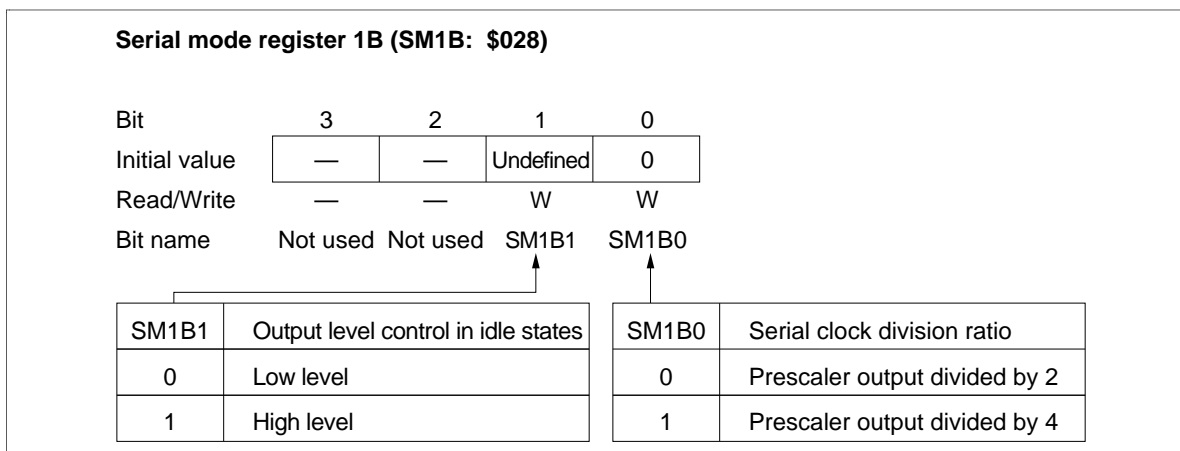 Serial mode register 1B (SM1B: $028)
Bit 3 2 1 0
Initial value — — Undefined 0
Read/Write — — W W
Bit name Not used Not used SM1B1 SM1B0
SM1B1 Output level control in idle states SM1B0 Serial clock division ratio
0 Low level 0 Prescaler output divided by 2
1 High level 1 Prescaler output divided by 4